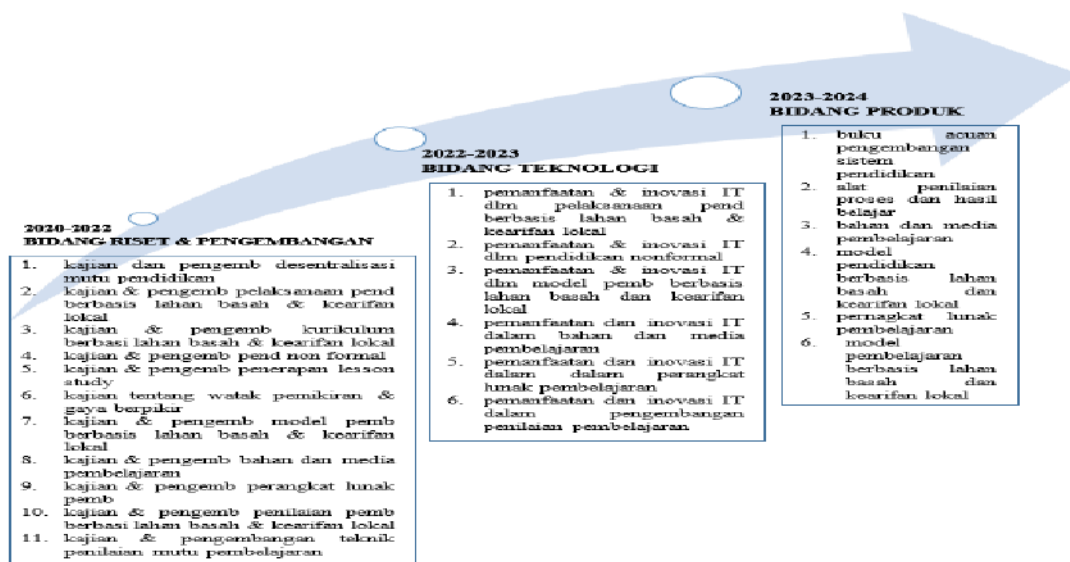 2020-2022
BIDANG RISET & PENGEMBANGAN
1. kajian dan pengemb desentralisasi
mutu pendidikan
2. kajian & pengemb pelaksanaan pend
berbasis lahan basah & kearifan
lokal
3. kajian & pengemb kurikulum
berbasi lahan basah & kearifan lokal
4. kajian & pengemb pend non formal
5. kajian & pengemb penerapan lesson
study
6. kajian tentang watak pemikiran &
gaya berpikir
7. kajian & pengemb model pemb
berbasis lahan basah & kearifan
lokal
8. kajian & pengemb bahan dan media
pembelajaran
9. kajian & pengemb perangkat lunak
pemb
10. kajian & pengemb penilaian pemb
berbasi lahan basah & kearifan lokal
11. kajian & pengembangan teknik
penilaian mutu pembelajaran
2022-2023
BIDANG TEKNOLOGI
1. pemanfaatan & inovasi IT
dlm pelaksanaan pend
berbasis lahan basah &
kearifan lokal
2. pemanfaatan & inovasi IT
dlm pendidikan nonformal
3. pemanfaatan & inovasi IT
dlm model pemb berbasis
lahan basah dan kearifan
lokal
4. pemanfaatan dan inovasi IT
dalam bahan dan media
pembelajaran
5. pemanfaatan dan inovasi IT
dalam dalam perangkat
lunak pembelajaran
6. pemanfaatan dan inovasi IT
dalam pengembangan
penilaian pembelajaran
2023-2024
BIDANG PRODUK
1. buku acuan
pengembangan
sistem
pendidikan
2. alat penilaian
proses dan hasil
belajar
3. bahan dan media
pembelajaran
4. model
pendidikan
berbasis lahan
basah dan
kearifan lokal
5. pernagkat lunak
pembelajaran
6. model
pembelajaran
berbasis lahan
basah dan
kearifan lokal